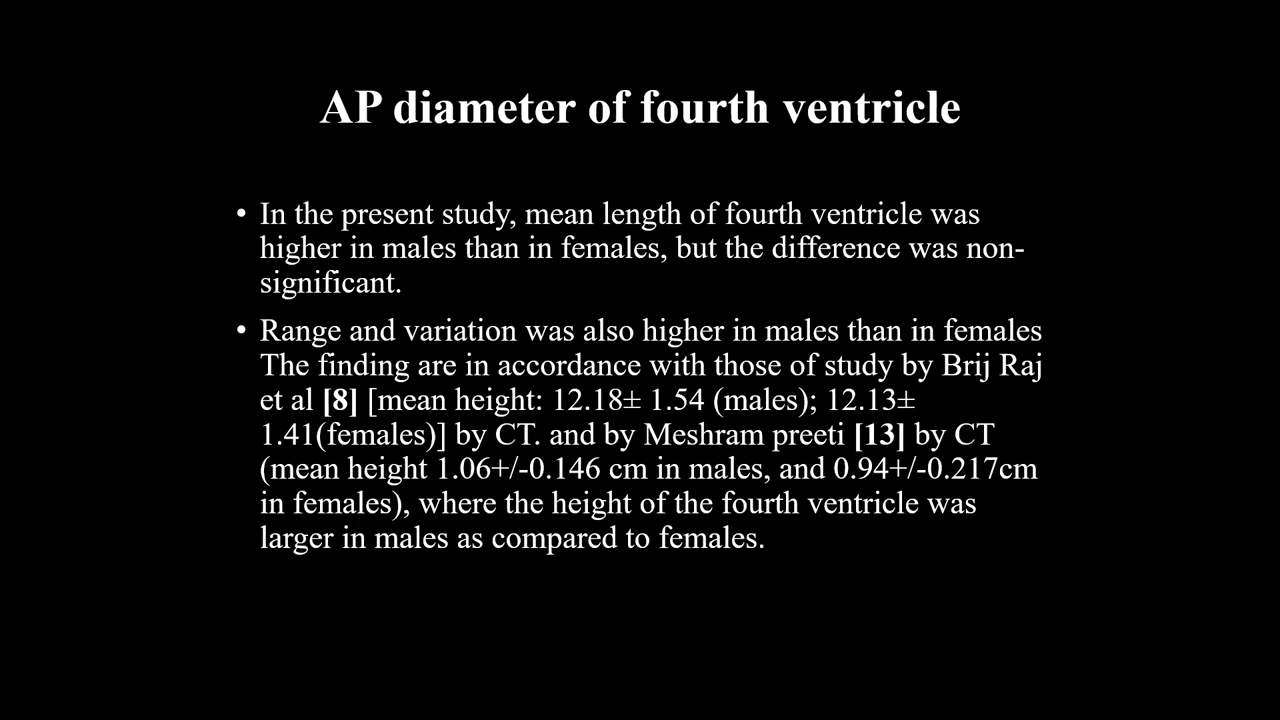 AP diameter of fourth ventricle
• In the present study, mean length of fourth ventricle was
higher in males than in females, but the difference was non-
significant.
• Range and variation was also higher in males than in females
The finding are in accordance with those of study by Brij Raj
et al [8] [mean height: 12.18± 1.54 (males); 12.13±
1.41(females)] by CT. and by Meshram preeti [13] by CT
(mean height 1.06+/-0.146 cm in males, and 0.94+/-0.217cm
in females), where the height of the fourth ventricle was
larger in males as compared to females.